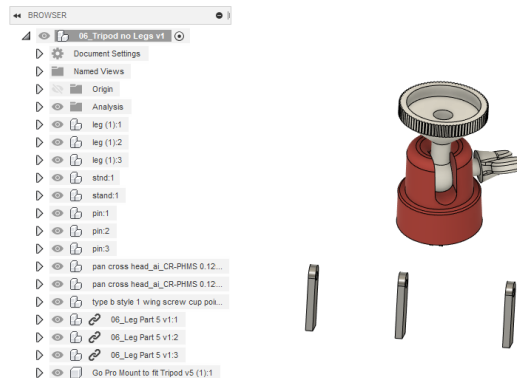 BROWSER
06_Tripod no Legs v1
Document Settings
Named Views
Origin
Analysis
leg (1):1
leg (1):2
leg (1):3
stnd:1
stand:1
pin:1
pin:2
pin:3
pan cross head_ai_CR-PHMS 0.12...
pan cross head_ai_CR-PHMS 0.12...
type b style 1 wing screw cup poi...
06_Leg Part 5 v1:1
06_Leg Part 5 v1:2
06_Leg Part 5 v1:3
Go Pro Mount to fit Tripod v5 (1):1